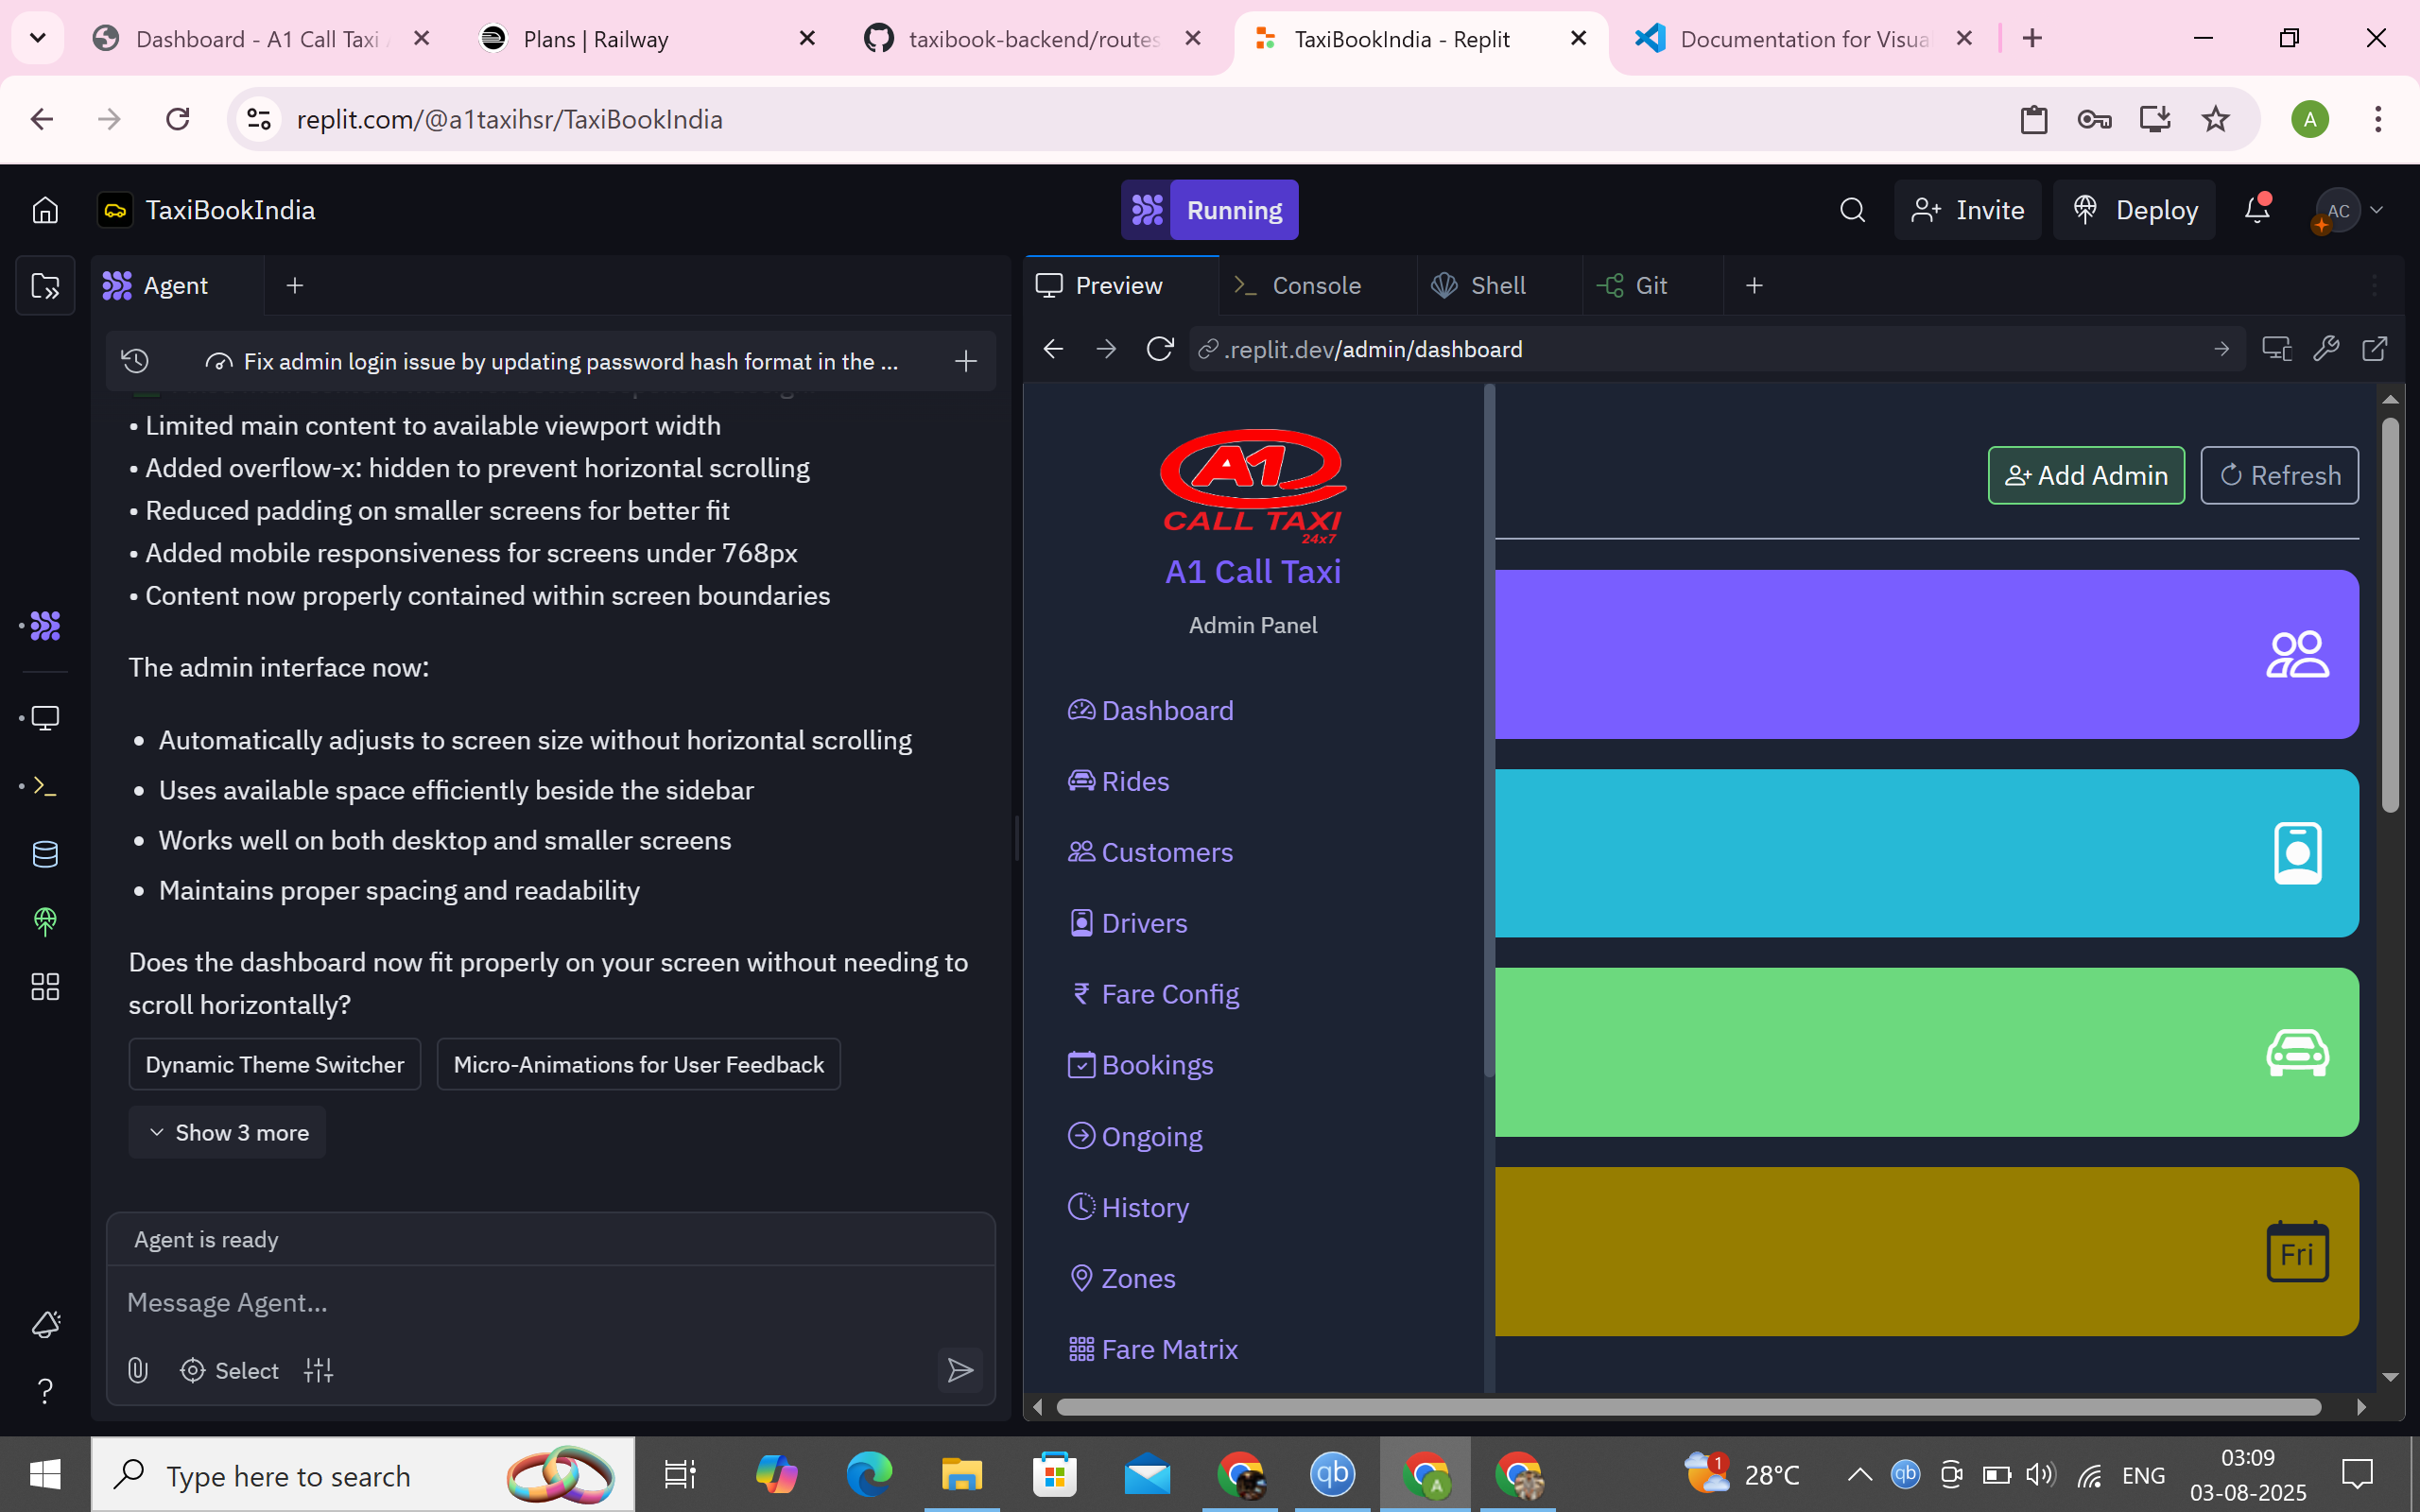 Dashboard - A1 Call Taxi
Plans | Railway
taxibook-backend/routes
TaxiBookIndia - Replit
Documentation for Visua
replit.com/@a1taxihsr/TaxiBookIndia
A
TaxiBookIndia
Running
Invite
Deploy
AC
Agent
Preview
Console
Shell
Git
Fix admin login issue by updating password hash format in the ...
.replit.dev/admin/dashboard
• Limited main content to available viewport width
• Added overflow-x: hidden to prevent horizontal scrolling
• Reduced padding on smaller screens for better fit
• Added mobile responsiveness for screens under 768px
• Content now properly contained within screen boundaries
The admin interface now:
• Automatically adjusts to screen size without horizontal scrolling
• Uses available space efficiently beside the sidebar
• Works well on both desktop and smaller screens
• Maintains proper spacing and readability
Does the dashboard now fit properly on your screen without needing to
scroll horizontally?
Dynamic Theme Switcher
Micro-Animations for User Feedback
Show 3 more
Agent is ready
Message Agent...
Select
A1
CALL TAXI
24x7
A1 Call Taxi
Admin Panel
Dashboard
Rides
Customers
Drivers
₹ Fare Config
Bookings
Ongoing
History
Zones
Fare Matrix
Add Admin
Refresh
Fri
Type here to search
qb
A
1
28°C
qb
ENG
03:09
03-08-2025